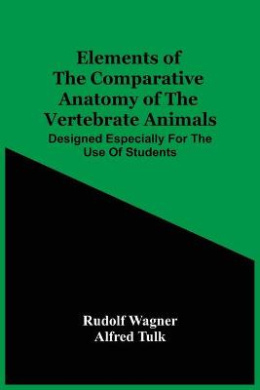 Elements of
The Comparative
Anatomy of The
Vertebrate Animals
Designed Especially For The
Use Of Students
Rudolf Wagner
Alfred Tulk